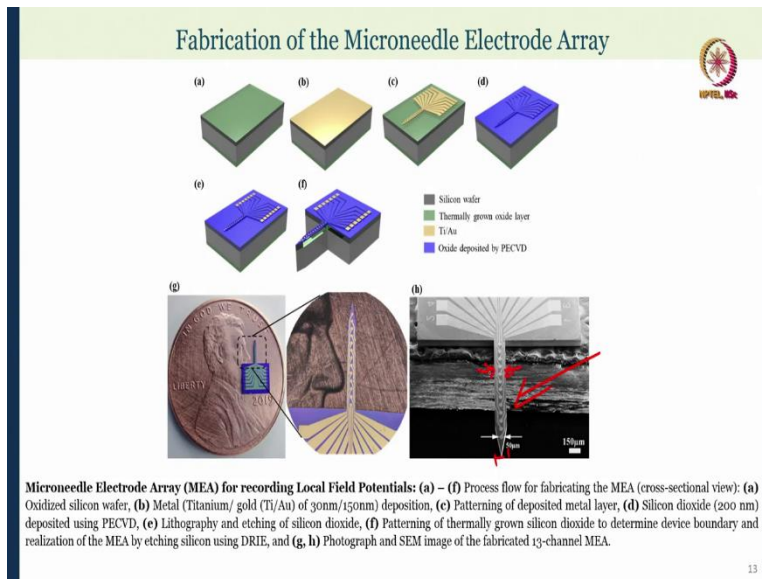 Fabrication of the Microneedle Electrode Array
NPTEL, IISc
(a)
(b)
(c)
(d)
(e)
(f)
Silicon wafer
Thermally grown oxide layer
Ti/Au
Oxide deposited by PECVD
(g)
(h)
IN GOD WE
LIBERTY
50µm
150µm
Microneedle Electrode Array (MEA) for recording Local Field Potentials: (a) – (f) Process flow for fabricating the MEA (cross-sectional view): (a)
Oxidized silicon wafer, (b) Metal (Titanium/ gold (Ti/Au) of 30nm/150nm) deposition, (c) Patterning of deposited metal layer, (d) Silicon dioxide (200 nm)
deposited using PECVD, (e) Lithography and etching of silicon dioxide, (f) Patterning of thermally grown silicon dioxide to determine device boundary and
realization of the MEA by etching silicon using DRIE, and (g, h) Photograph and SEM image of the fabricated 13-channel MEA.
13